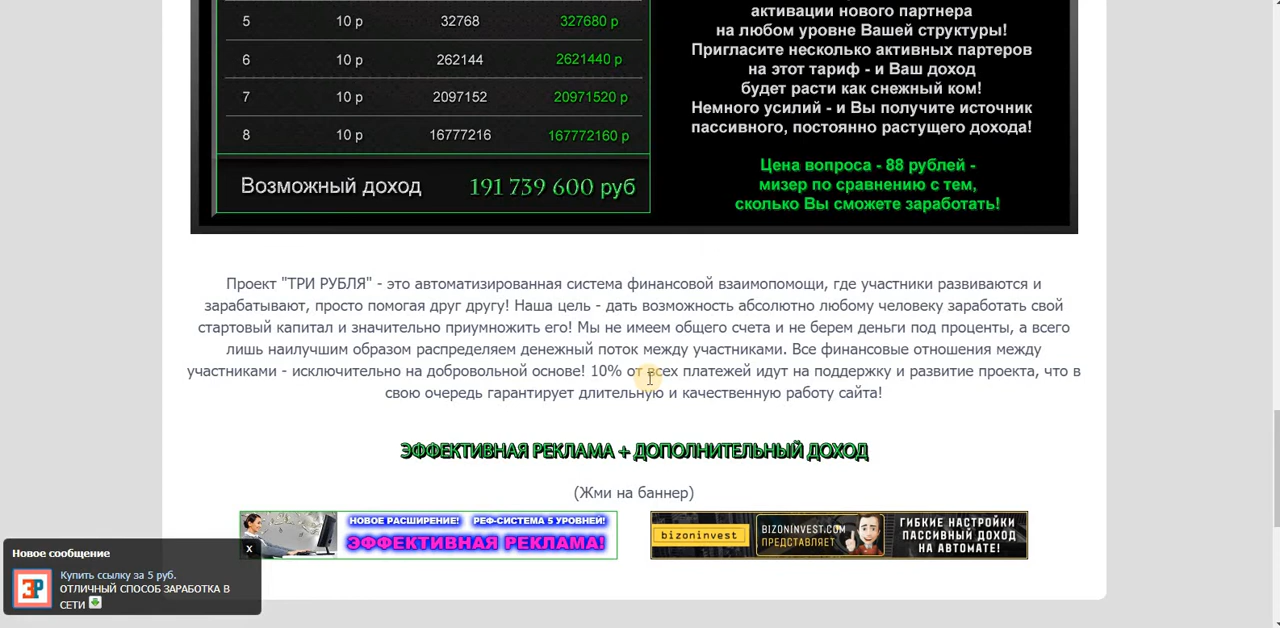 5 10 р 32768 327680 р
6 10 р 262144 2621440 р
7 10 р 2097152 20971520 р
8 10 р 16777216 167772160 р
Возможный доход 191 739 600 руб
активации нового партнера
на любом уровне Вашей структуры!
Пригласите несколько активных партеров
на этот тариф - и Ваш доход
будет расти как снежный ком!
Немного усилий - и Вы получите источник
пассивного, постоянно растущего дохода!
Цена вопроса - 88 рублей -
мизер по сравнению с тем,
сколько Вы сможете заработать!
Проект "ТРИ РУБЛЯ" - это автоматизированная система финансовой взаимопомощи, где участники развиваются и
зарабатывают, просто помогая друг другу! Наша цель - дать возможность абсолютно любому человеку заработать свой
стартовый капитал и значительно приумножить его! Мы не имеем общего счета и не берем деньги под проценты, а всего
лишь наилучшим образом распределяем денежный поток между участниками. Все финансовые отношения между
участниками - исключительно на добровольной основе! 10% от всех платежей идут на поддержку и развитие проекта, что в
свою очередь гарантирует длительную и качественную работу сайта!
ЭФФЕКТИВНАЯ РЕКЛАМА + ДОПОЛНИТЕЛЬНЫЙ ДОХОД
(Жми на баннер)
НОВОЕ РАСШИРЕНИЕ! РЕФ-СИСТЕМА 5 УРОВНЕЙ!
ЭФФЕКТИВНАЯ РЕКЛАМА!
bizoninvest
BIZONINVEST.COM
ПРЕДСТАВЛЯЕТ
ГИБКИЕ НАСТРОЙКИ
ПАССИВНЫЙ ДОХОД
НА АВТОМАТЕ!
Новое сообщение x
3Р
Купить ссылку за 5 руб.
ОТЛИЧНЫЙ СПОСОБ ЗАРАБОТКА В
СЕТИ